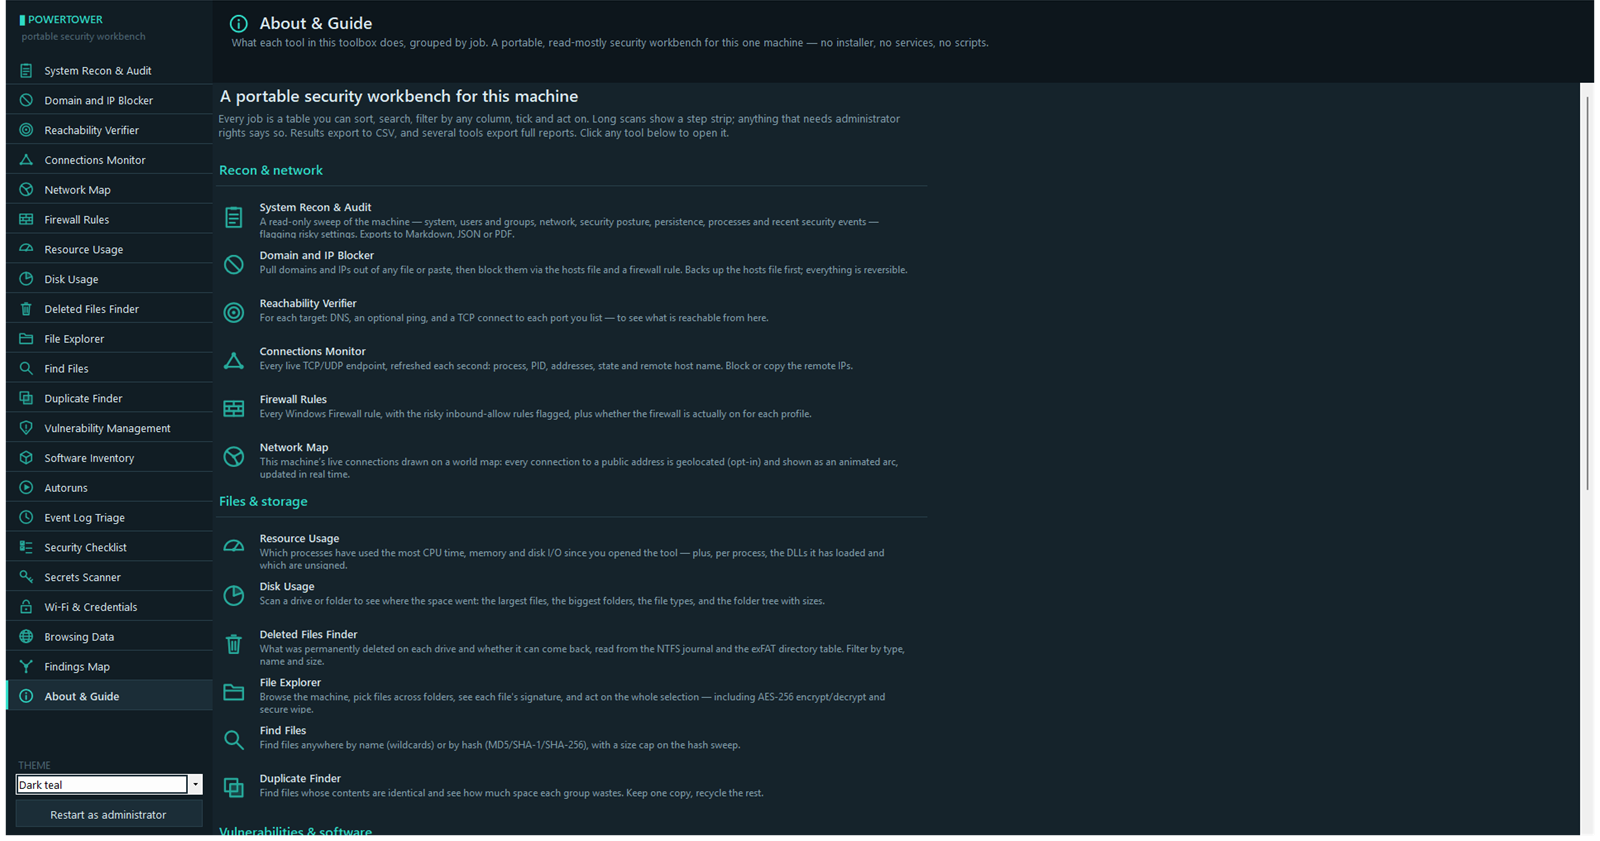 POWERTOWER
portable security workbench
System Recon & Audit
Domain and IP Blocker
Reachability Verifier
Connections Monitor
Network Map
Firewall Rules
Resource Usage
Disk Usage
Deleted Files Finder
File Explorer
Find Files
Duplicate Finder
Vulnerability Management
Software Inventory
Autoruns
Event Log Triage
Security Checklist
Secrets Scanner
Wi-Fi & Credentials
Browsing Data
Findings Map
About & Guide
THEME
Dark teal
Restart as administrator
About & Guide
What each tool in this toolbox does, grouped by job. A portable, read-mostly security workbench for this one machine — no installer, no services, no scripts.
A portable security workbench for this machine
Every job is a table you can sort, search, filter by any column, tick and act on. Long scans show a step strip; anything that needs administrator
rights says so. Results export to CSV, and several tools export full reports. Click any tool below to open it.
Recon & network
System Recon & Audit
A read-only sweep of the machine — system, users and groups, network, security posture, persistence, processes and recent security events —
flagging risky settings. Exports to Markdown, JSON or PDF.
Domain and IP Blocker
Pull domains and IPs out of any file or paste, then block them via the hosts file and a firewall rule. Backs up the hosts file first; everything is reversible.
Reachability Verifier
For each target: DNS, an optional ping, and a TCP connect to each port you list — to see what is reachable from here.
Connections Monitor
Every live TCP/UDP endpoint, refreshed each second: process, PID, addresses, state and remote host name. Block or copy the remote IPs.
Firewall Rules
Every Windows Firewall rule, with the risky inbound-allow rules flagged, plus whether the firewall is actually on for each profile.
Network Map
This machine's live connections drawn on a world map: every connection to a public address is geolocated (opt-in) and shown as an animated arc,
updated in real time.
Files & storage
Resource Usage
Which processes have used the most CPU time, memory and disk I/O since you opened the tool — plus, per process, the DLLs it has loaded and
which are unsigned.
Disk Usage
Scan a drive or folder to see where the space went: the largest files, the biggest folders, the file types, and the folder tree with sizes.
Deleted Files Finder
What was permanently deleted on each drive and whether it can come back, read from the NTFS journal and the exFAT directory table. Filter by type,
name and size.
File Explorer
Browse the machine, pick files across folders, see each file's signature, and act on the whole selection — including AES-256 encrypt/decrypt and
secure wipe.
Find Files
Find files anywhere by name (wildcards) or by hash (MD5/SHA-1/SHA-256), with a size cap on the hash sweep.
Duplicate Finder
Find files whose contents are identical and see how much space each group wastes. Keep one copy, recycle the rest.
Vulnerabilities & software